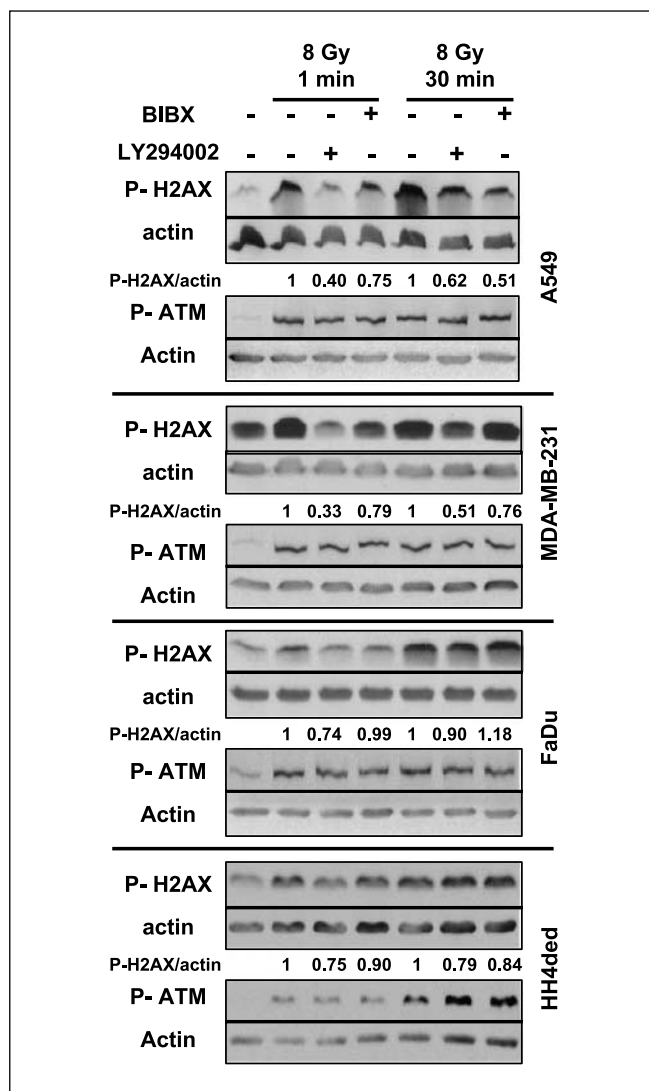 8 Gy 8 Gy
1 min 30 min
BIBX - - - + - - +
LY294002 - - + - - + -
P- H2AX
actin
P-H2AX/actin 1 0.40 0.75 1 0.62 0.51
P- ATM
Actin
A549
P- H2AX
actin
P-H2AX/actin 1 0.33 0.79 1 0.51 0.76
P- ATM
Actin
MDA-MB-231
P- H2AX
actin
P-H2AX/actin 1 0.74 0.99 1 0.90 1.18
P- ATM
Actin
FaDu
P- H2AX
actin
P-H2AX/actin 1 0.75 0.90 1 0.79 0.84
P- ATM
Actin
HH4ded